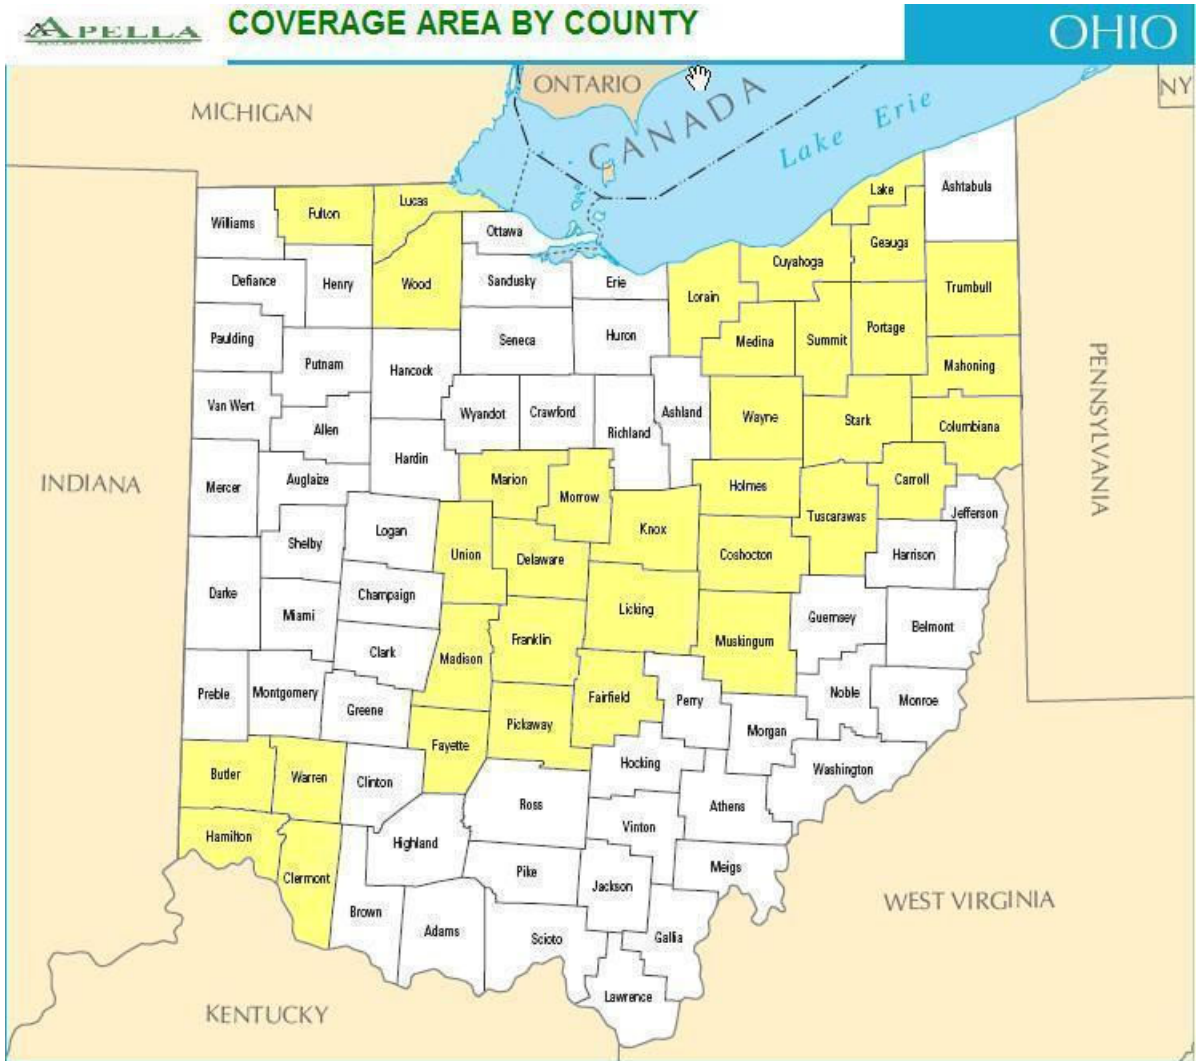 APELLA
COVERAGE AREA BY COUNTY
OHIO
ONTARIO
NY
MICHIGAN
CANADA
Lake Erie
Lake
Ashtabula
Williams
Fulton
Lucas
Ottawa
Geauga
Cuyahoga
Defiance
Henry
Wood
Sandusky
Erie
Lorain
Trumbull
Paulding
Putnam
Hancock
Seneca
Huron
Medina
Summit
Portage
Mahoning
PENNSYLVANIA
Van Wert
Allen
Wyandot
Crawford
Richland
Ashland
Wayne
Stark
Columbiana
INDIANA
Mercer
Auglaize
Hardin
Marion
Morrow
Holmes
Carroll
Tuscarawas
Jefferson
Shelby
Logan
Union
Delaware
Knox
Coshocton
Harrison
Darke
Miami
Champaign
Licking
Guernsey
Belmont
Clark
Madison
Franklin
Muskingum
Preble
Montgomery
Greene
Fayette
Pickaway
Fairfield
Perry
Noble
Monroe
Morgan
Butler
Warren
Clinton
Hocking
Washington
Ross
Athens
Hamilton
Highland
Vinton
Clermont
Pike
Jackson
Meigs
WEST VIRGINIA
Brown
Adams
Scioto
Gallia
Lawrence
KENTUCKY